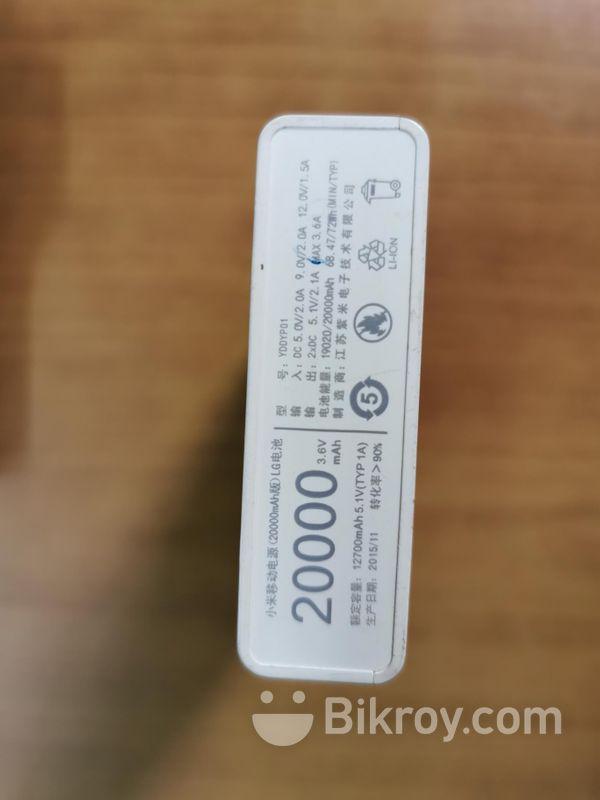 小米移动电源(20000mAh版)LG电池
20000
3.6V
mAh
额定容量: 12700mAh 5.1V(TYP 1A)
生产日期: 2015/11 转化率＞90%
型 号: YDDYP01
输 入: DC 5.0V/2.0A 9.0V/2.0A 12.0V/1.5A
输 出: 2xDC 5.1V/2.1A MAX 3.6A
电池能量: 19020/20000mAh 68.47/72Wh(MIN/TYP)
制 造 商: 江苏紫米电子技术有限公司
5
LI-ION
Bikroy.com